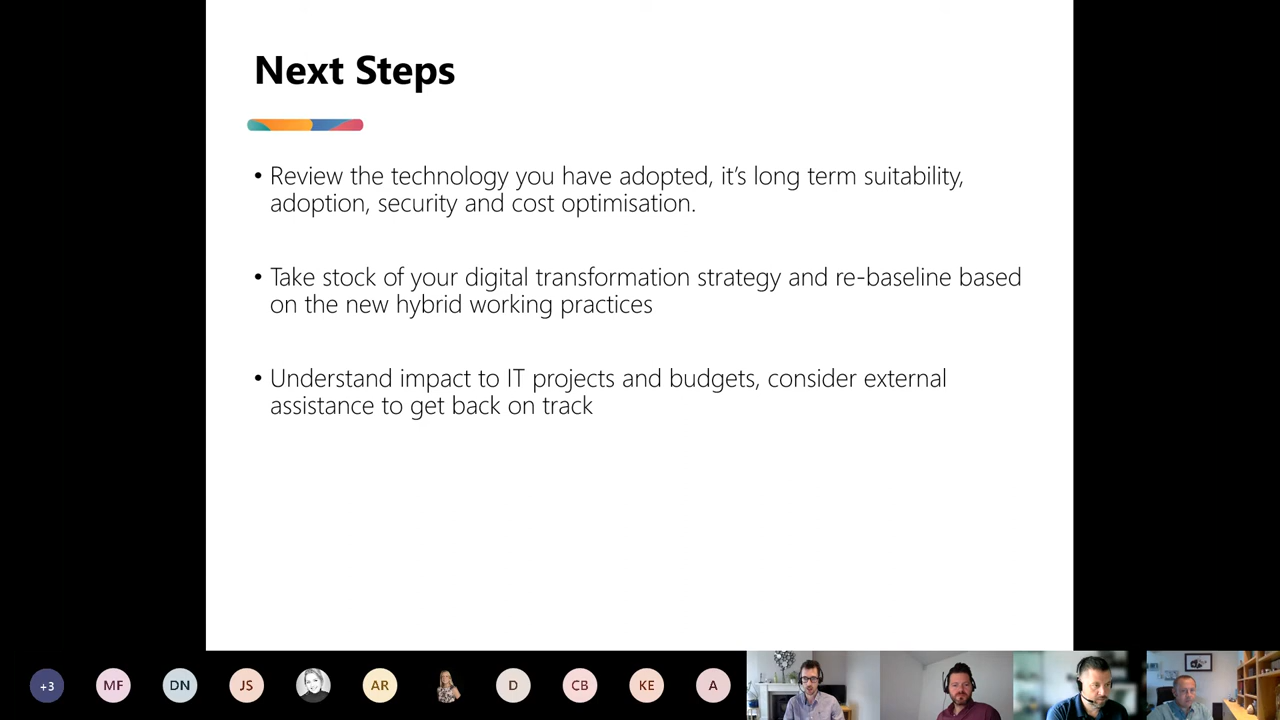 Next Steps
• Review the technology you have adopted, it’s long term suitability,
adoption, security and cost optimisation.
• Take stock of your digital transformation strategy and re-baseline based
on the new hybrid working practices
• Understand impact to IT projects and budgets, consider external
assistance to get back on track
+3 MF DN JS AR D CB KE A